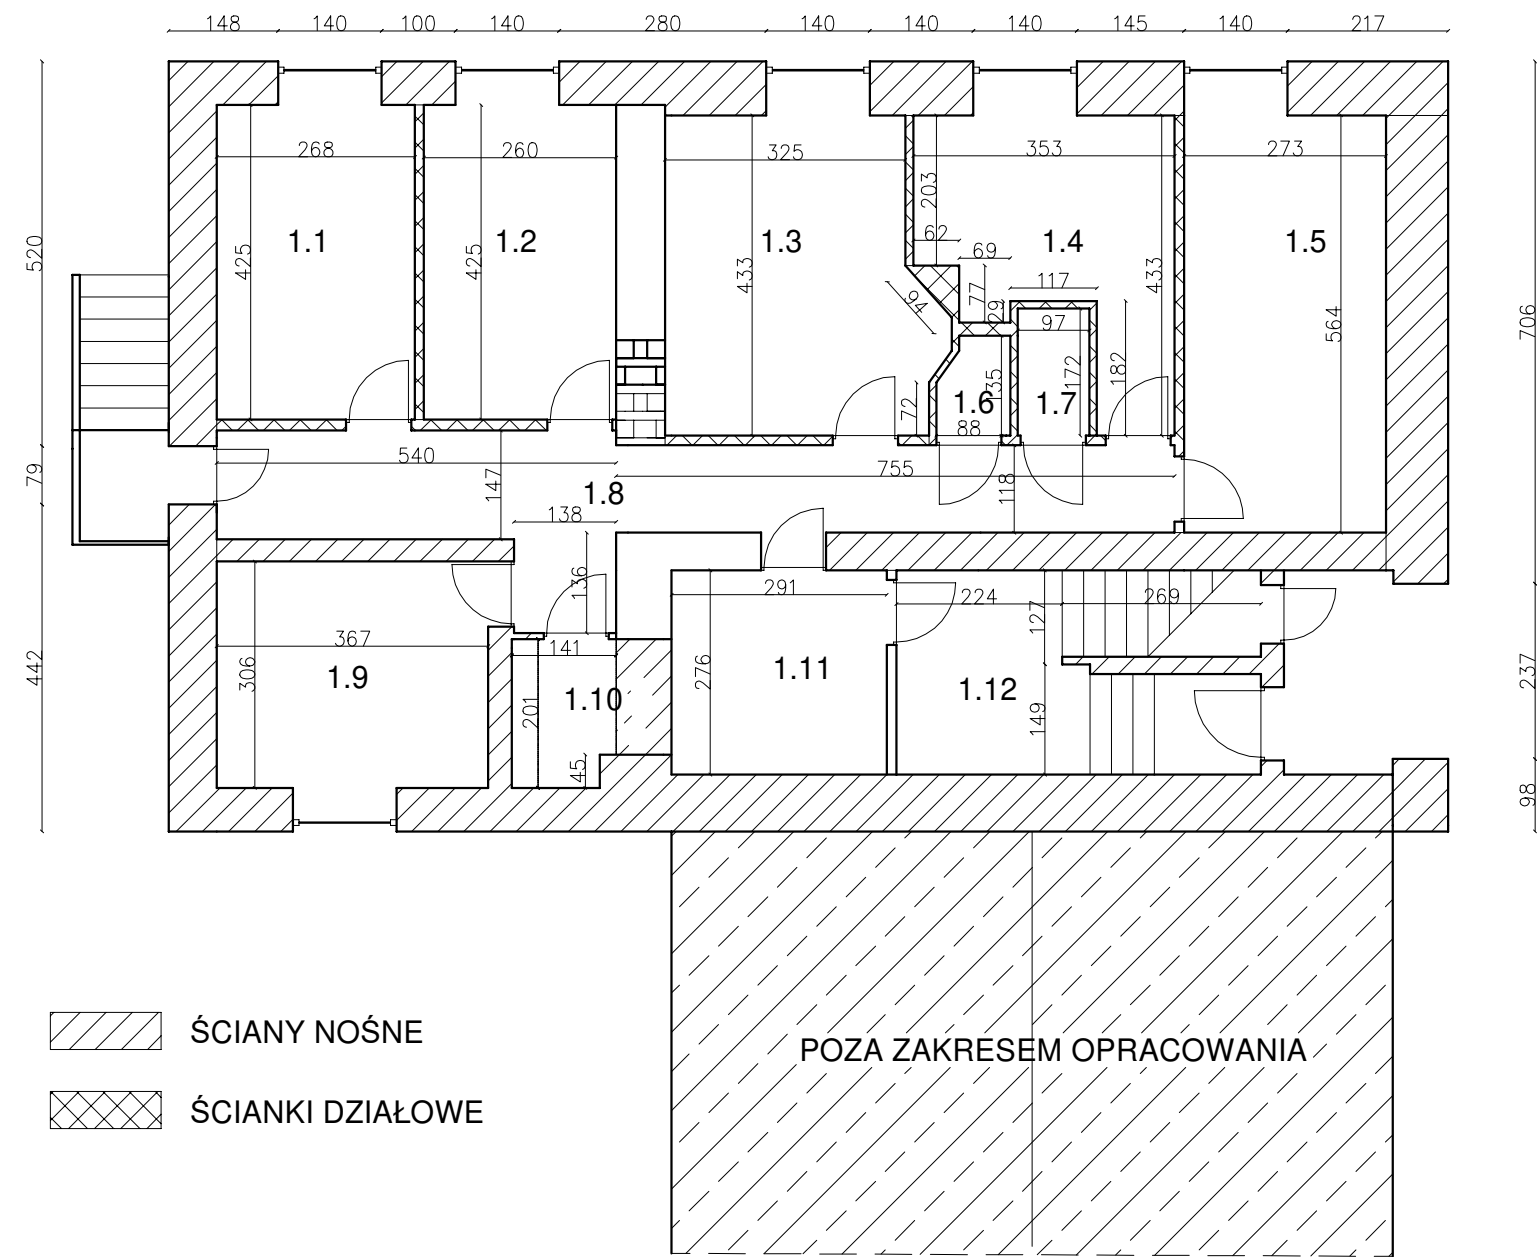 148 140 100 140 280 140 140 140 145 140 217
268 260 325 353 273
203
520 706
1.1 1.2 1.3 1.4 1.5
62
69
425 425 433 77 433
117
94 29
97
564
135 172 182
72 1.6 1.7
88
540
755
79 147 1.8 118
138
136
291 224 269
127
367
141
442 306 1.9 276 1.11 237
201 1.10 1.12
149
45
98
ŚCIANY NOŚNE
POZA ZAKRESEM OPRACOWANIA
ŚCIANKI DZIAŁOWE